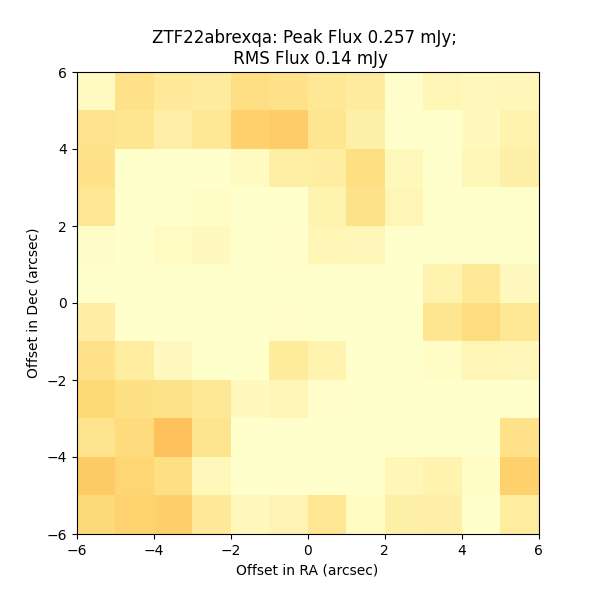 ZTF22abrexqa: Peak Flux 0.257 mJy;
RMS Flux 0.14 mJy
6
4
2
0
−2
−4
−6
Offset in Dec (arcsec)
−6 −4 −2 0 2 4 6
Offset in RA (arcsec)